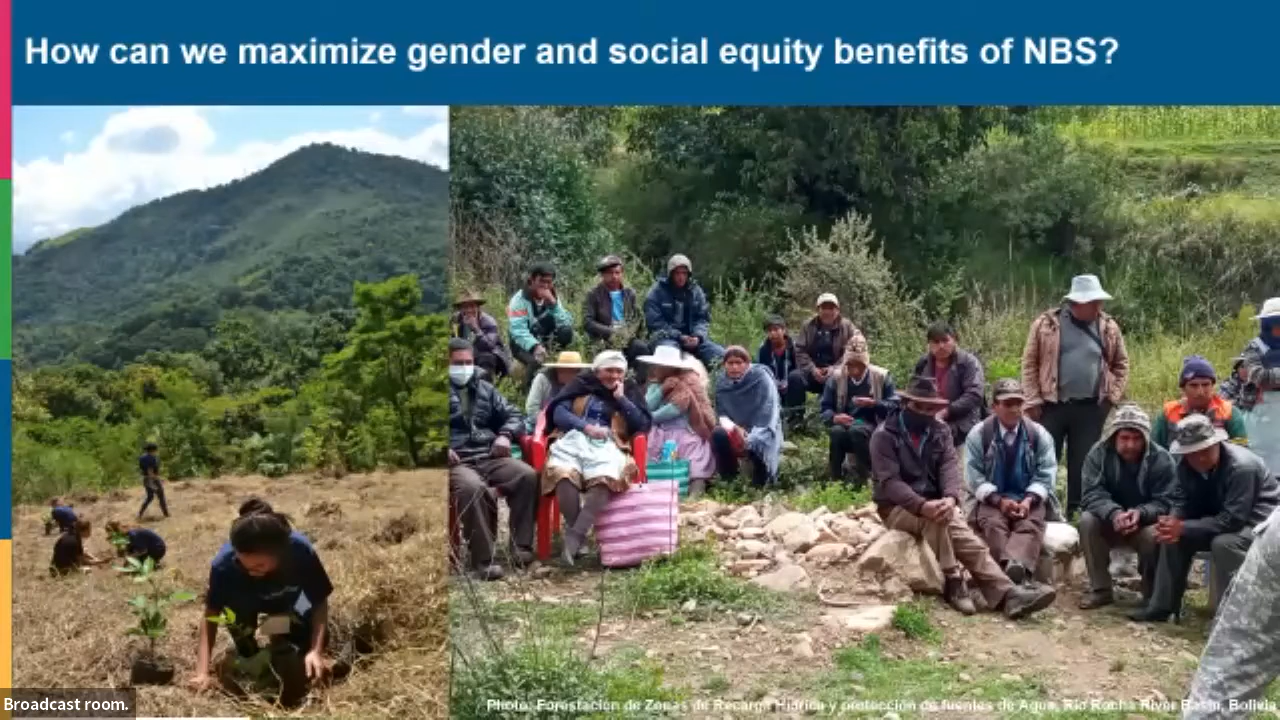 How can we maximize gender and social equity benefits of NBS?
Broadcast room.
Photo: Forestación de Zonas de Recarga Hídrica y protección de fuentes de Agua, Rio Rocha River Basin, Bolivia